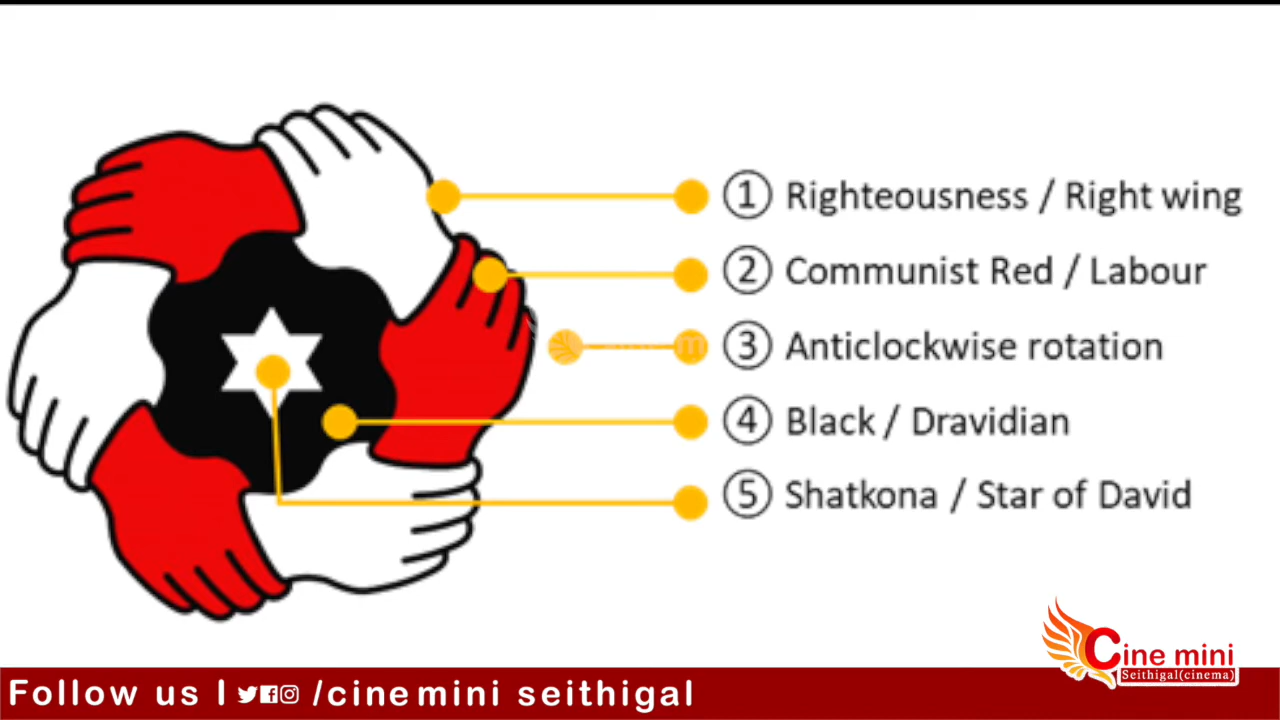 ① Righteousness / Right wing
② Communist Red / Labour
③ Anticlockwise rotation
④ Black / Dravidian
⑤ Shatkona / Star of David
Cine mini
Seithigal(cinema)
Follow us I /cinemini seithigal